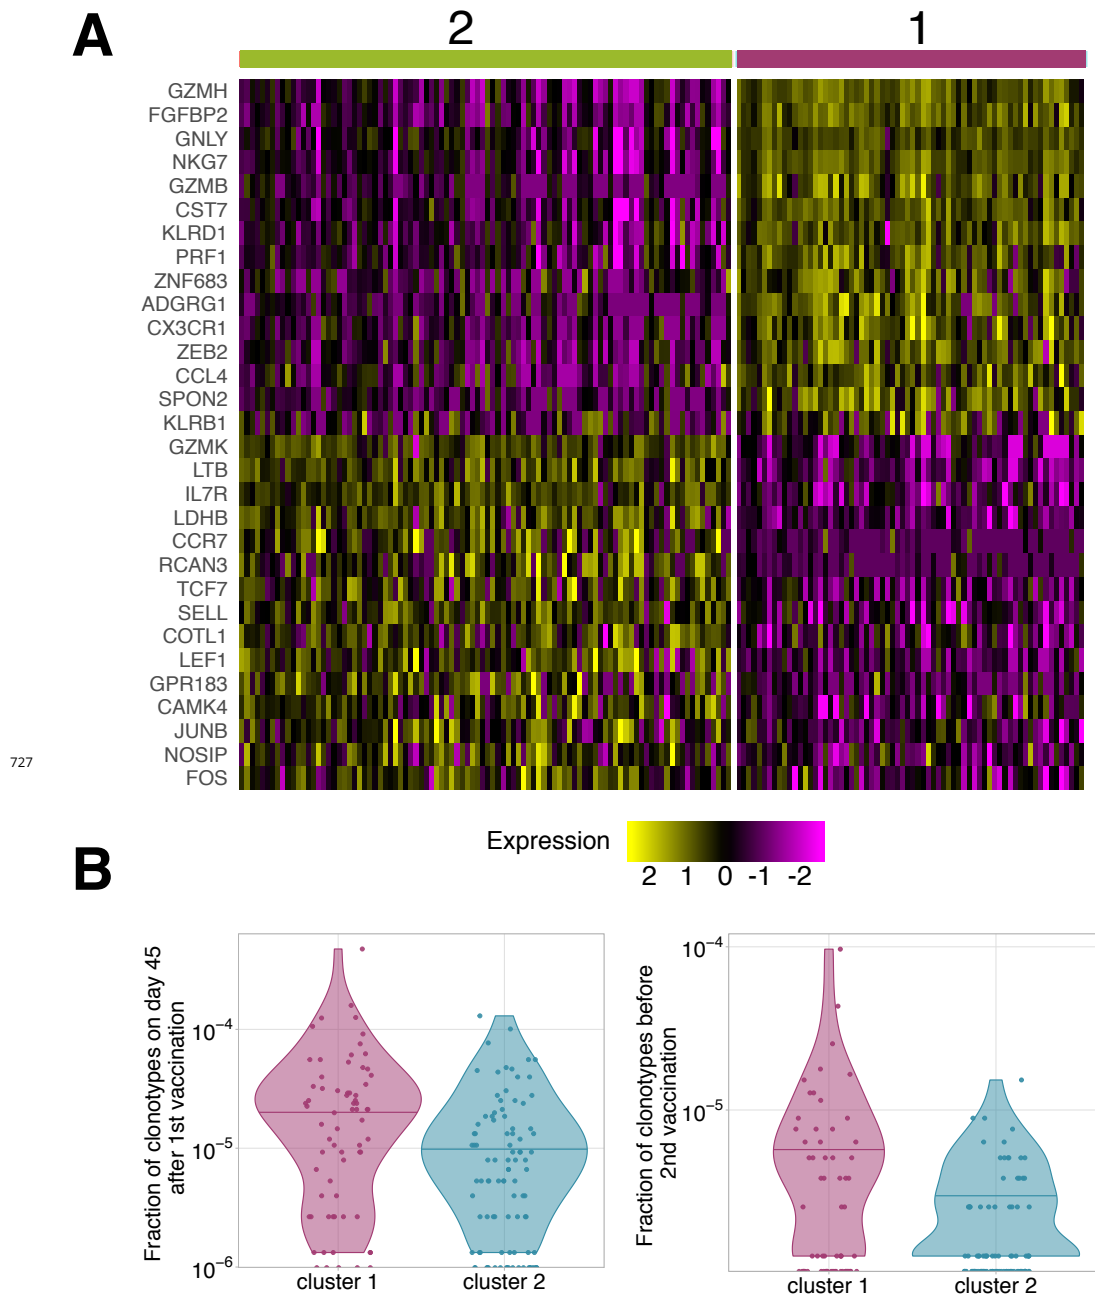 A
2 1
GZMH
FGFBP2
GNLY
NKG7
GZMB
CST7
KLRD1
PRF1
ZNF683
ADGRG1
CX3CR1
ZEB2
CCL4
SPON2
KLRB1
GZMK
LTB
IL7R
LDHB
CCR7
RCAN3
TCF7
SELL
COTL1
LEF1
GPR183
CAMK4
JUNB
NOSIP
727
FOS
Expression
2 1 0 -1 -2
B
Fraction of clonotypes on day 45
after 1st vaccination
10⁻⁴
10⁻⁵
10⁻⁶
cluster 1 cluster 2
Fraction of clonotypes before
2nd vaccination
10⁻⁴
10⁻⁵
cluster 1 cluster 2